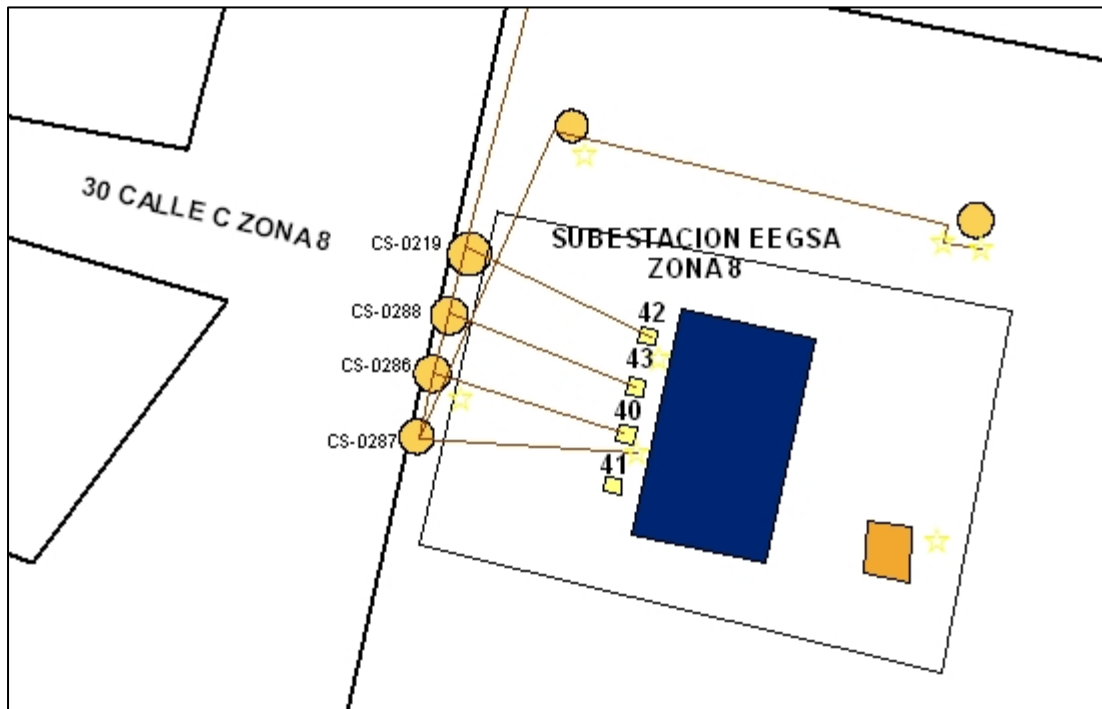 30 CALLE C ZONA 8
CS-0219
SUBESTACION EEGSA
ZONA 8
CS-0288
42
43
CS-0286
40
CS-0287
41